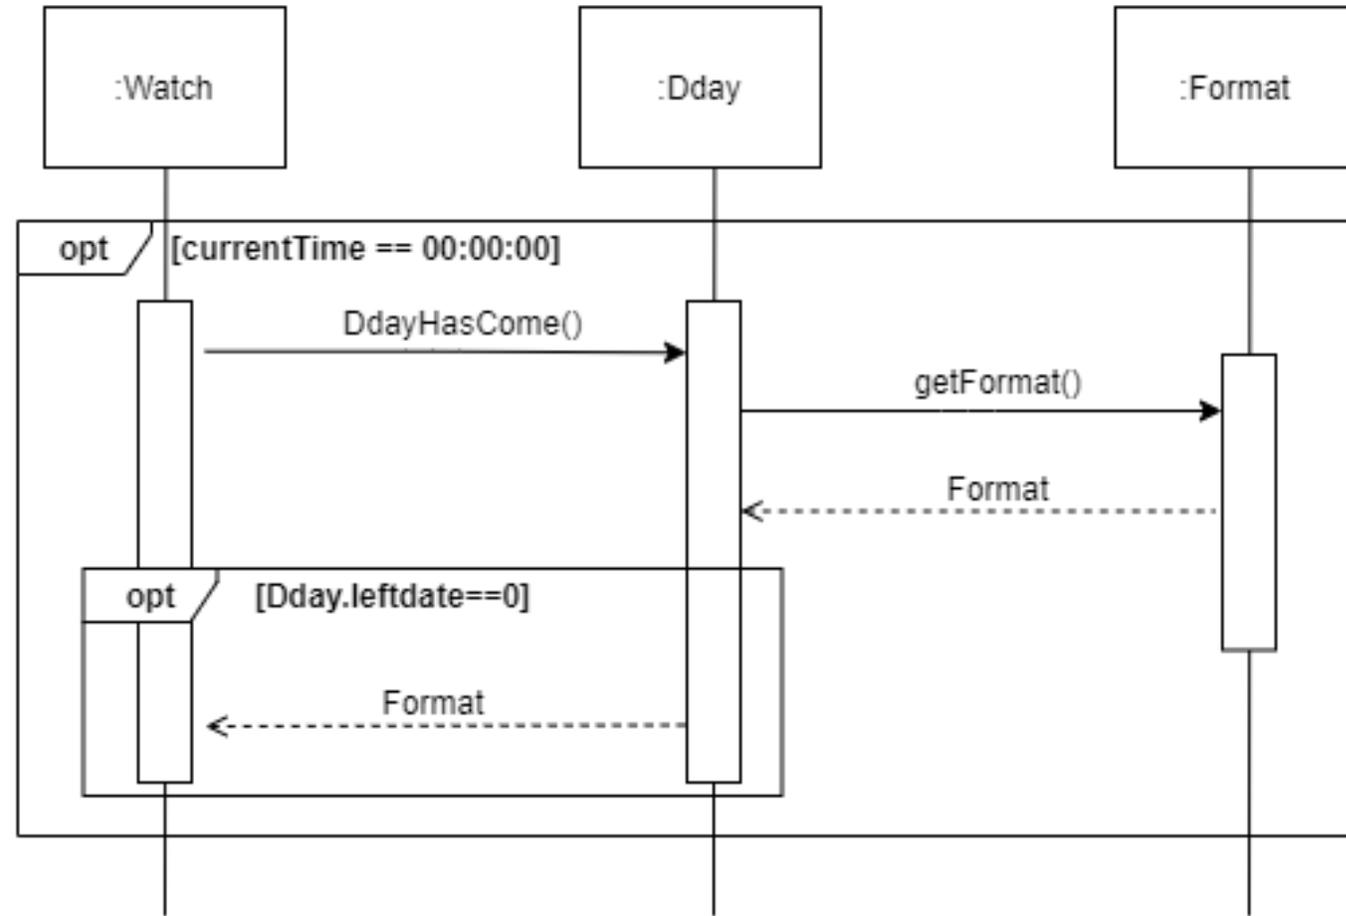 :Watch
:Dday
:Format
opt
[currentTime == 00:00:00]
DdayHasCome()
getFormat()
Format
opt
[Dday.leftdate==0]
Format